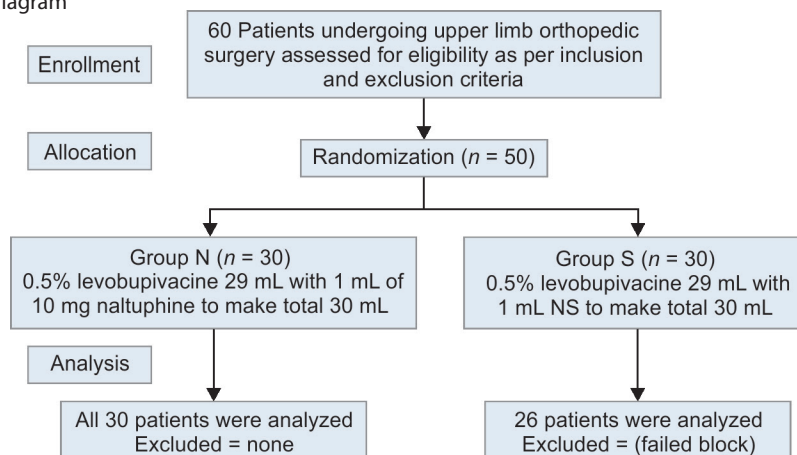 Enrollment
60 Patients undergoing upper limb orthopedic
surgery assessed for eligibility as per inclusion
and exclusion criteria
Allocation
Randomization (n = 50)
Group N (n = 30)
0.5% levobupivacine 29 mL with 1 mL of
10 mg naltuphine to make total 30 mL
Group S (n = 30)
0.5% levobupivacine 29 mL with
1 mL NS to make total 30 mL
Analysis
All 30 patients were analyzed
Excluded = none
26 patients were analyzed
Excluded = (failed block)